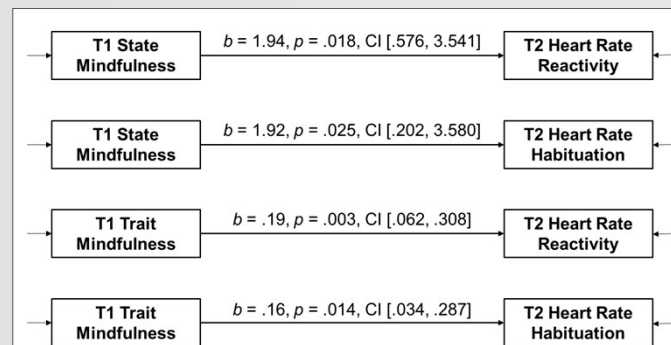 T1 State
Mindfulness
b = 1.94, p = .018, CI [.576, 3.541]
T2 Heart Rate
Reactivity
T1 State
Mindfulness
b = 1.92, p = .025, CI [.202, 3.580]
T2 Heart Rate
Habituation
T1 Trait
Mindfulness
b = .19, p = .003, CI [.062, .308]
T2 Heart Rate
Reactivity
T1 Trait
Mindfulness
b = .16, p = .014, CI [.034, .287]
T2 Heart Rate
Habituation